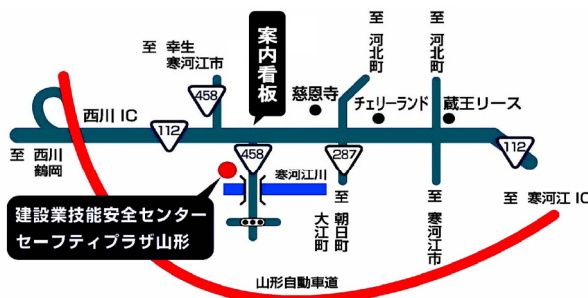 至 幸生
寒河江市
458
案内看板
慈恩寺
至 河北町
チェリーランド
至 河北町
蔵王リース
西川 IC
112
至 西川
鶴岡
458
寒河江川
287
至 朝日町
大江町
至 寒河江市
112
至 寒河江 IC
建設業技能安全センター
セーフティプラザ山形
山形自動車道